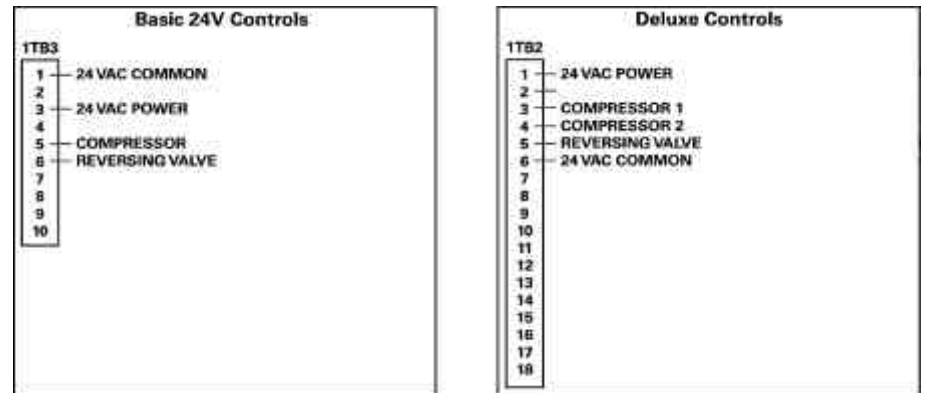 Basic 24V Controls
1TB3
1 24 VAC COMMON
2
3 24 VAC POWER
4
5 COMPRESSOR
6 REVERSING VALVE
7
8
9
10
Deluxe Controls
1TB2
1 24 VAC POWER
2
3 COMPRESSOR 1
4 COMPRESSOR 2
5 REVERSING VALVE
6 24 VAC COMMON
7
8
9
10
11
12
13
14
15
16
17
18